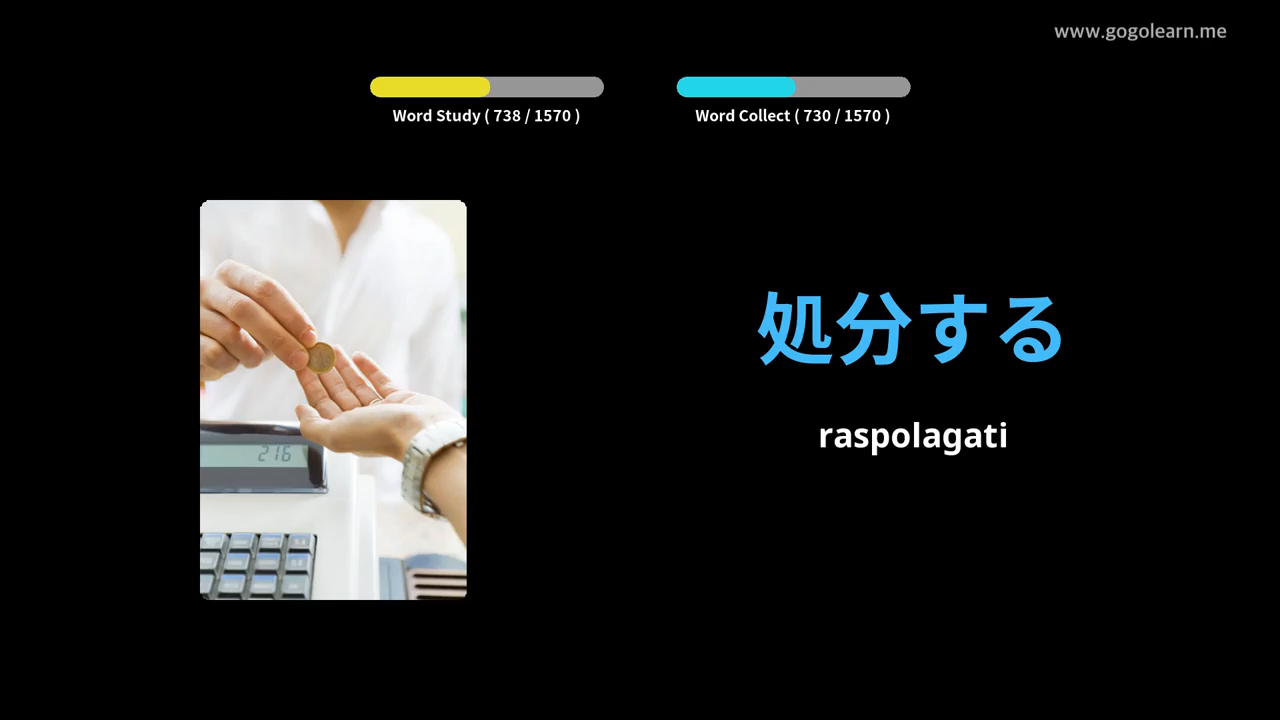 www.gogolearn.me
Word Study ( 738 / 1570 )
Word Collect ( 730 / 1570 )
処分する
raspolagati
216